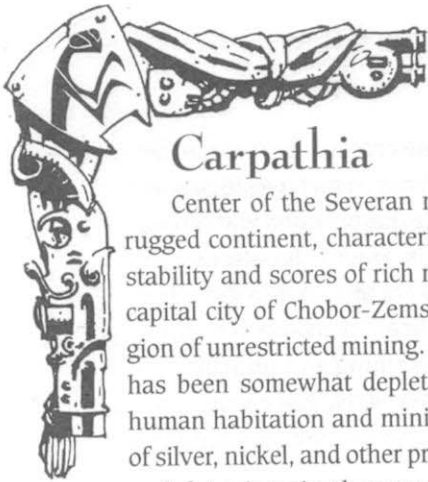 Carpathia
Center of the Severan
rugged continent, character
stability and scores of rich
capital city of Chobor-Zems
gion of unrestricted mining.
has been somewhat deplet
human habitation and mini
of silver, nickel, and other pr